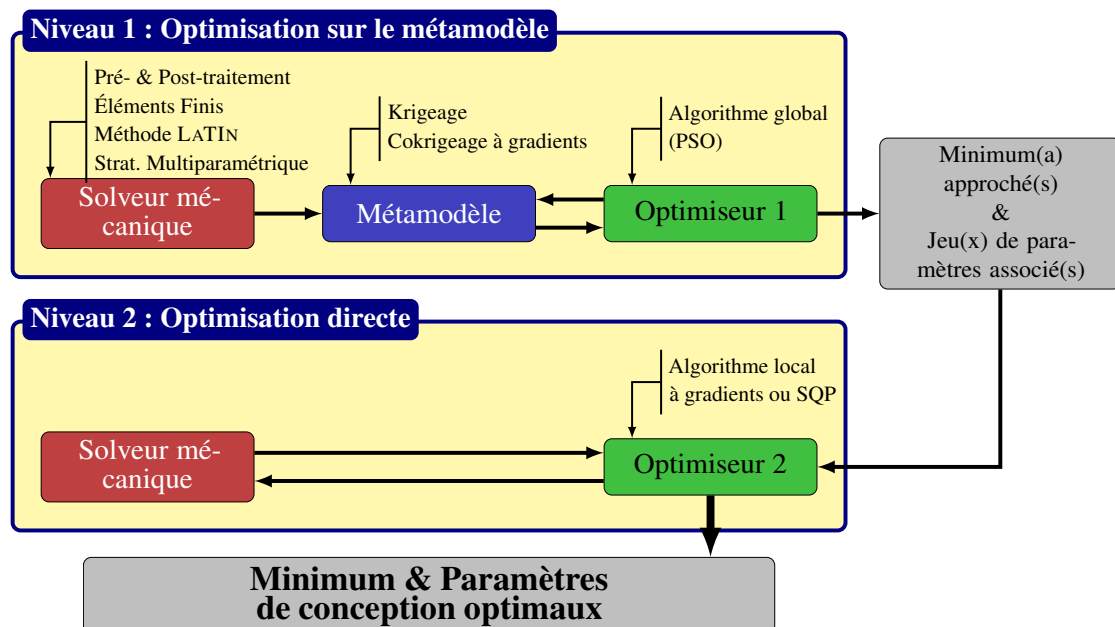 Niveau 1 : Optimisation sur le métamodèle
Pré- & Post-traitement
Éléments Finis
Méthode LATIN
Strat. Multiparamétrique
Krigeage
Cokrigeage à gradients
Algorithme global
(PSO)
Solveur mé-
canique
Métamodèle
Optimiseur 1
Minimum(a)
approché(s)
&
Jeu(x) de para-
mètres associé(s)
Niveau 2 : Optimisation directe
Algorithme local
à gradients ou SQP
Solveur mé-
canique
Optimiseur 2
Minimum & Paramètres
de conception optimaux